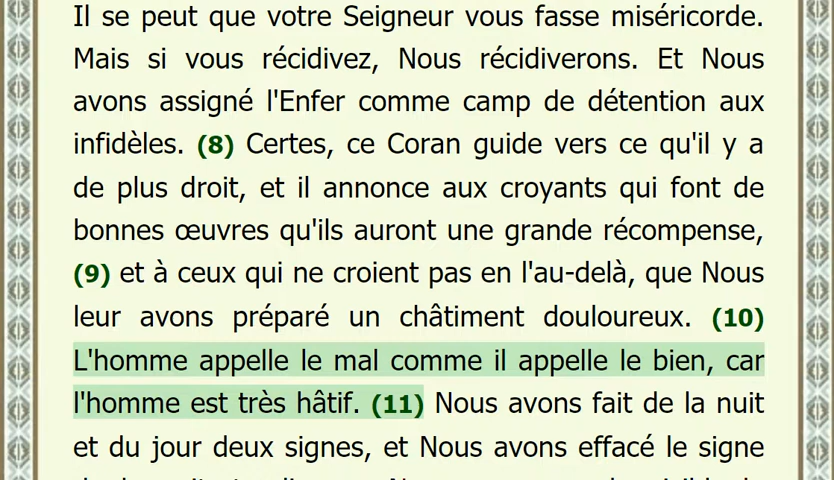 Il se peut que votre Seigneur vous fasse miséricorde.
Mais si vous récidivez, Nous récidiverons. Et Nous
avons assigné l'Enfer comme camp de détention aux
infidèles. (8) Certes, ce Coran guide vers ce qu'il y a
de plus droit, et il annonce aux croyants qui font de
bonnes œuvres qu'ils auront une grande récompense,
(9) et à ceux qui ne croient pas en l'au-delà, que Nous
leur avons préparé un châtiment douloureux. (10)
L'homme appelle le mal comme il appelle le bien, car
l'homme est très hâtif. (11) Nous avons fait de la nuit
et du jour deux signes, et Nous avons effacé le signe